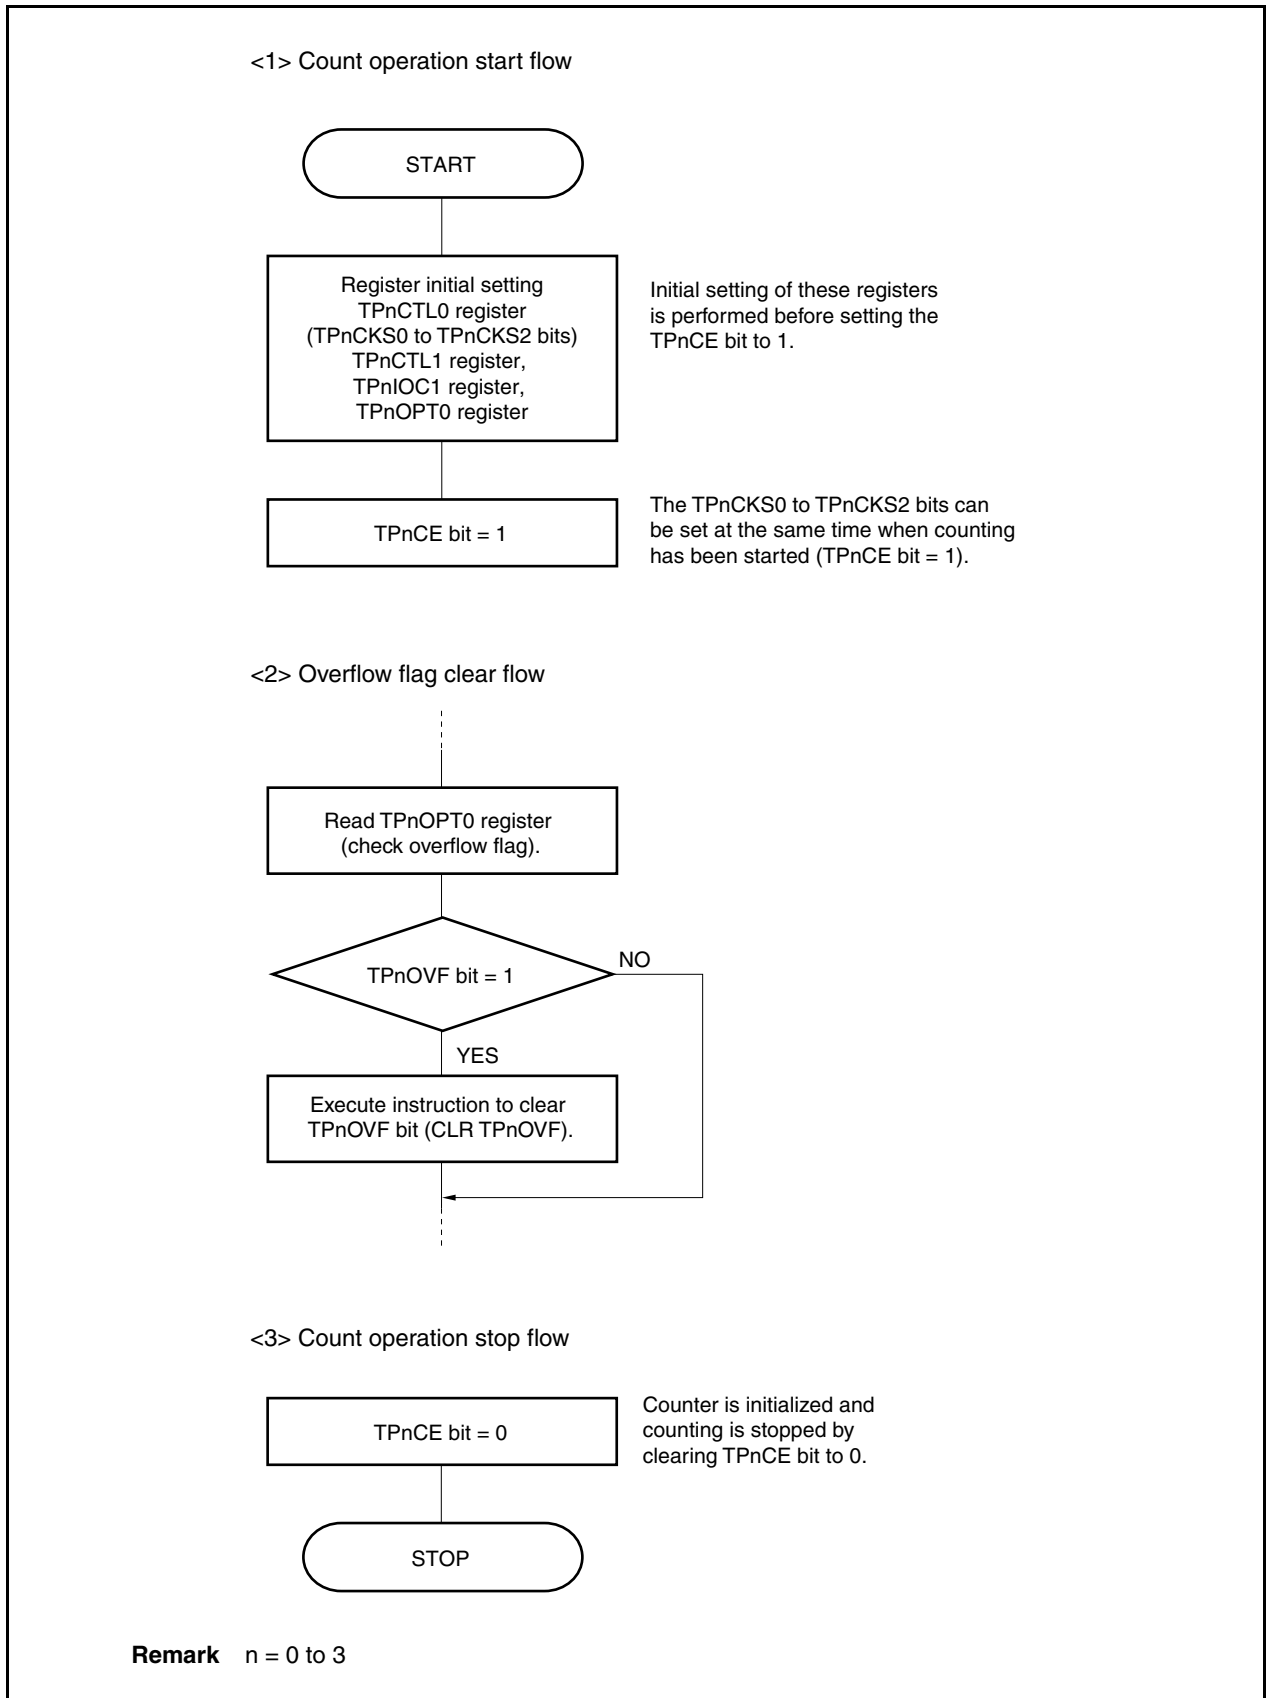 <1> Count operation start flow
START
Register initial setting
TPnCTL0 register
(TPnCKS0 to TPnCKS2 bits)
TPnCTL1 register,
TPnIOC1 register,
TPnOPT0 register
Initial setting of these registers
is performed before setting the
TPnCE bit to 1.
TPnCE bit = 1
The TPnCKS0 to TPnCKS2 bits can
be set at the same time when counting
has been started (TPnCE bit = 1).
<2> Overflow flag clear flow
Read TPnOPT0 register
(check overflow flag).
TPnOVF bit = 1
NO
YES
Execute instruction to clear
TPnOVF bit (CLR TPnOVF).
<3> Count operation stop flow
TPnCE bit = 0
Counter is initialized and
counting is stopped by
clearing TPnCE bit to 0.
STOP
Remark n = 0 to 3